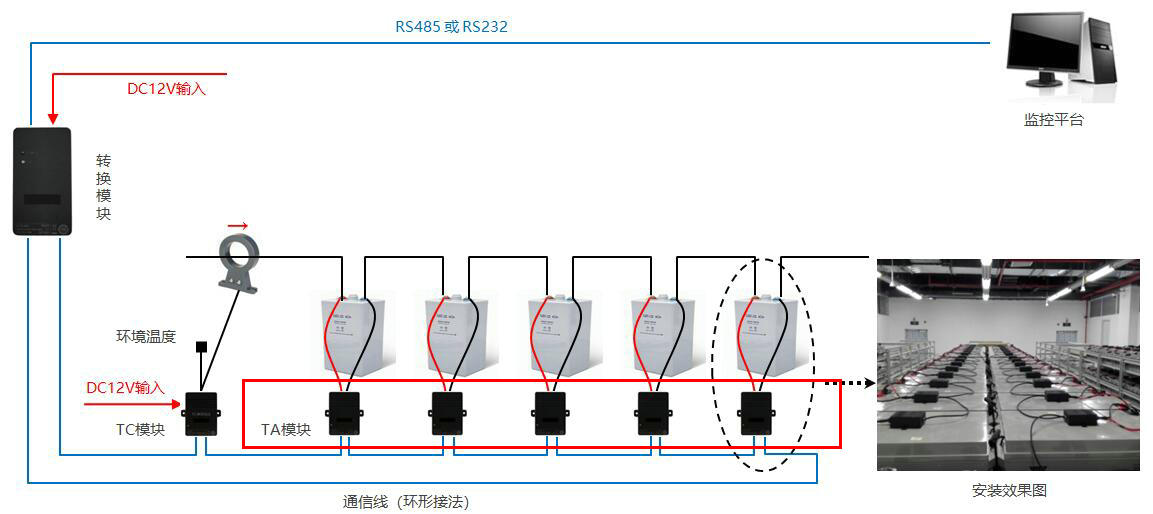 RS485 或 RS232
DC12V输入
监控平台
转换模块
环境温度
DC12V输入
TC模块
TA模块
安装效果图
通信线（环形接法）